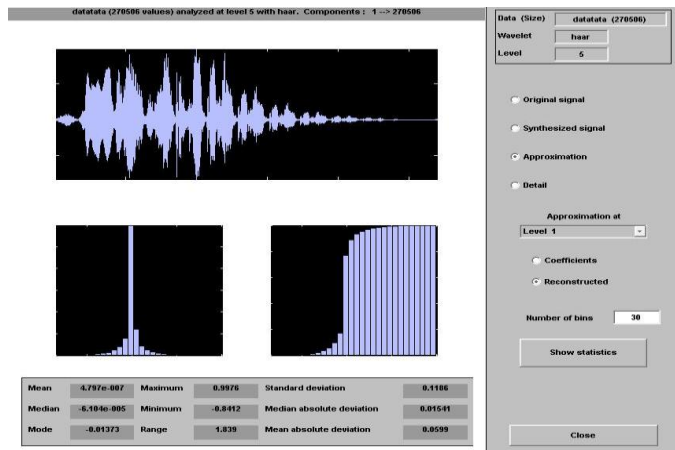 datatata (270506 values) analyzed at level 5 with haar. Components : 1 --> 270506
Data (Size) datatata (270506)
Wavelet haar
Level 5
Original signal
Synthesized signal
Approximation
Detail
Approximation at
Level 1
Coefficients
Reconstructed
Number of bins 30
Show statistics
Close
Mean 4.797e-007 Maximum 0.9976 Standard deviation 0.1106
Median -6.104e-005 Minimum -0.8412 Median absolute deviation 0.01541
Mode -0.01373 Range 1.839 Mean absolute deviation 0.0599